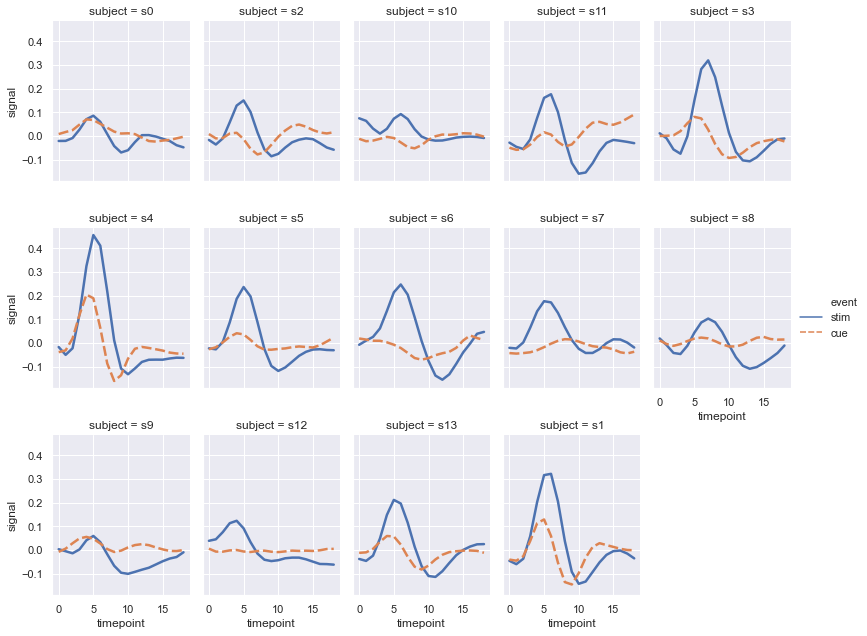 subject = s0 subject = s2 subject = s10 subject = s11 subject = s3
0.4
0.3
0.2
0.1
0.0
−0.1
signal
subject = s4 subject = s5 subject = s6 subject = s7 subject = s8
0.4
0.3
0.2
0.1
0.0
−0.1
signal
0 5 10 15
timepoint
event
stim
cue
subject = s9 subject = s12 subject = s13 subject = s1
0.4
0.3
0.2
0.1
0.0
−0.1
signal
0 5 10 15 0 5 10 15 0 5 10 15 0 5 10 15
timepoint timepoint timepoint timepoint